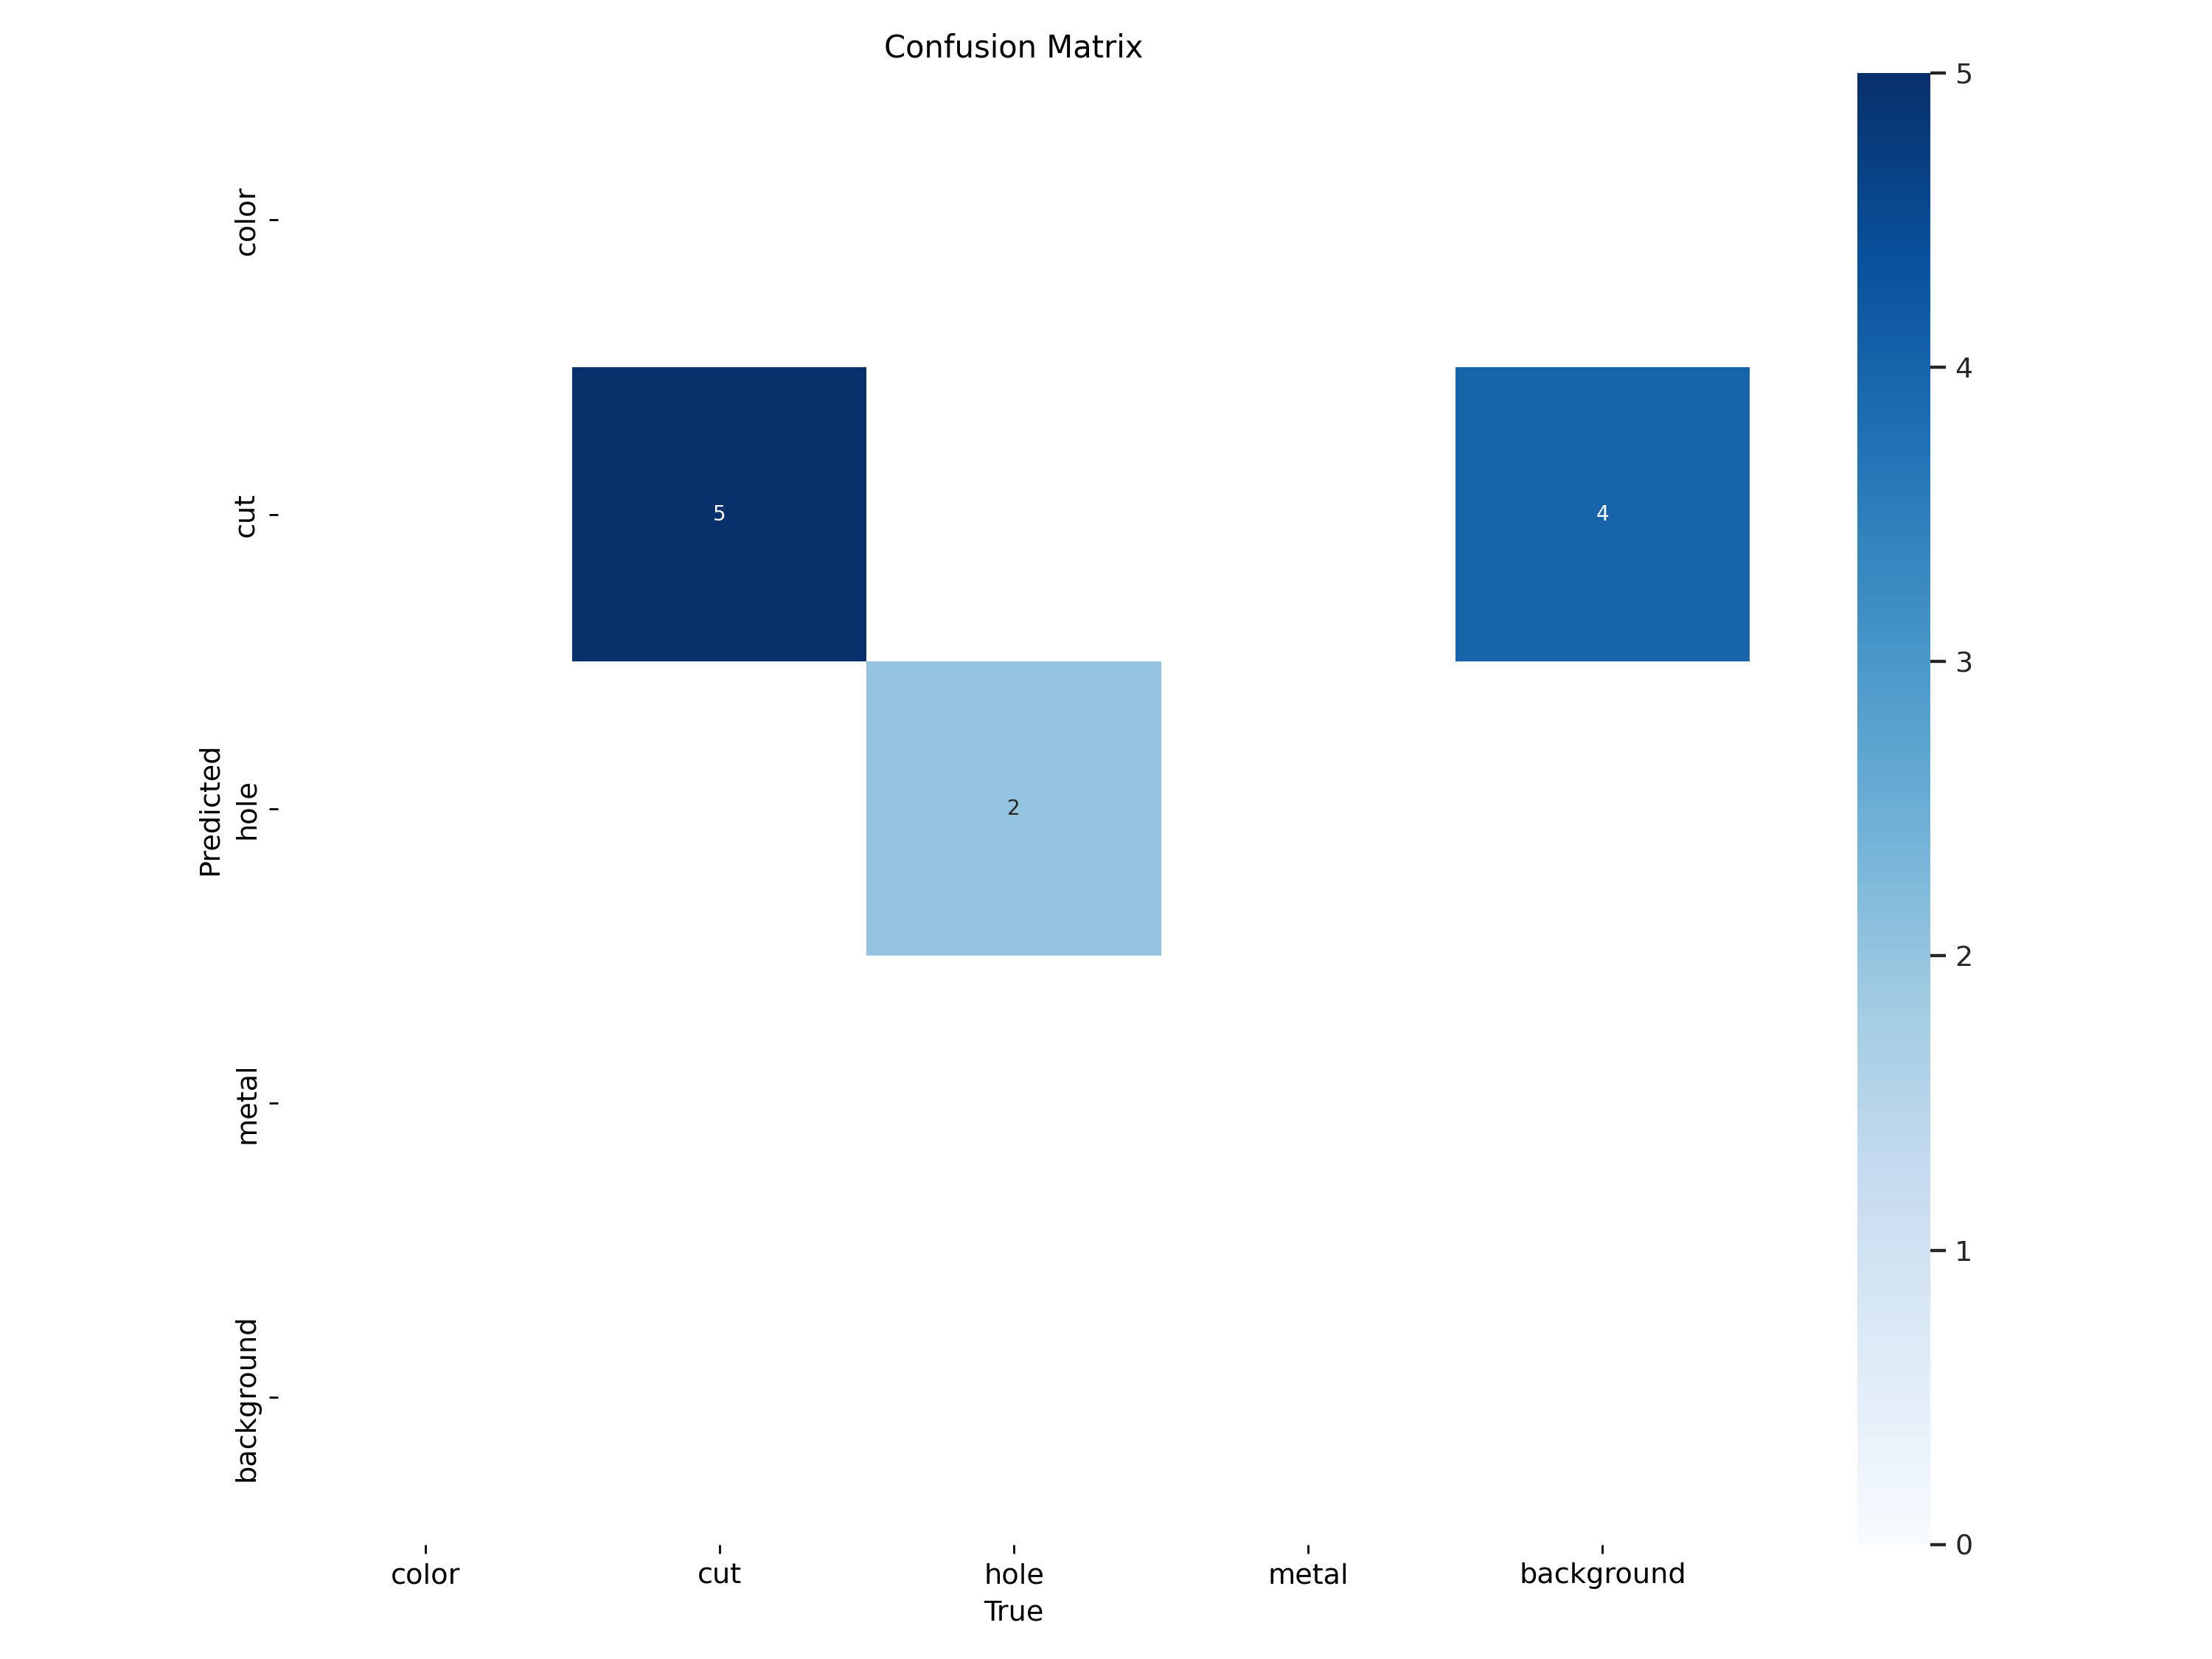 Confusion Matrix
color
cut
hole
metal
background
Predicted
5
4
2
color
cut
hole
metal
background
True
5
4
3
2
1
0